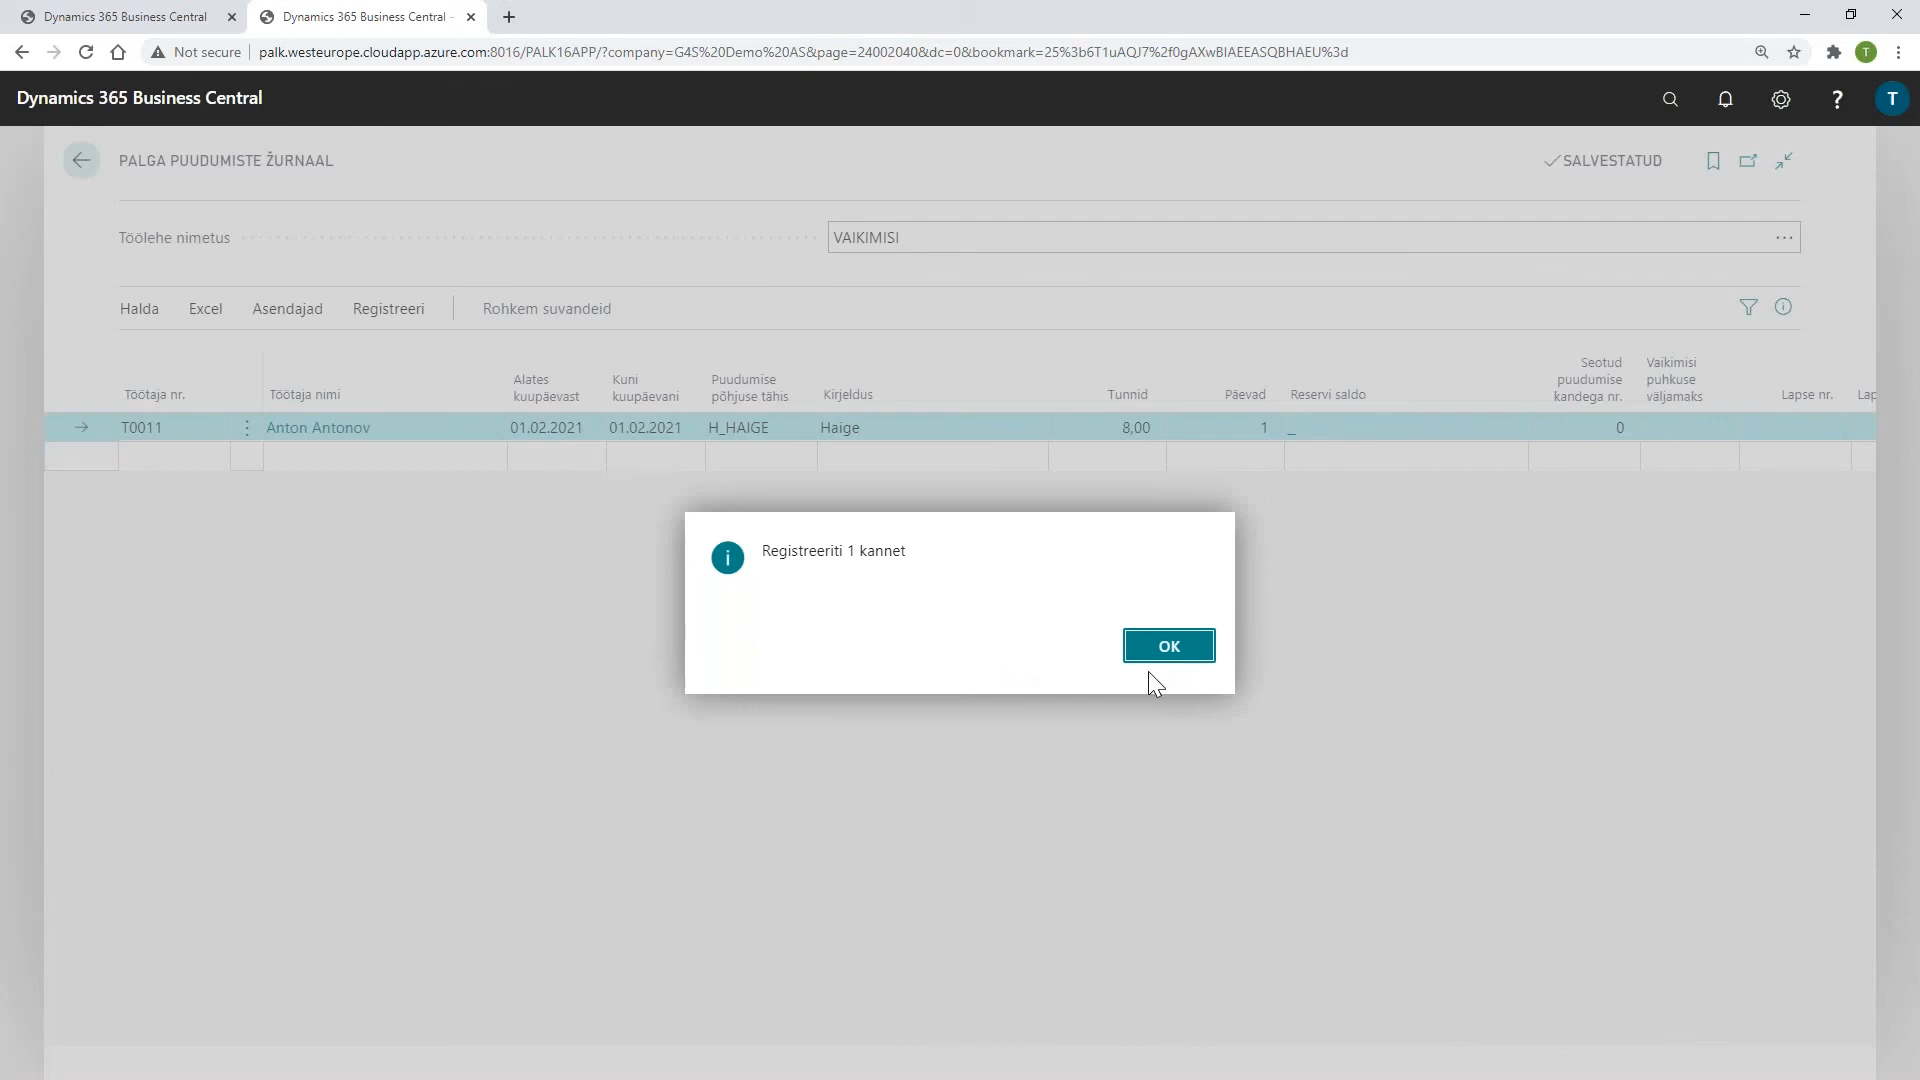 Dynamics 365 Business Central
Dynamics 365 Business Central -
Not secure
palk.westeurope.cloudapp.azure.com:8016/PALK16APP/?company=G4S%20Demo%20AS&page=24002040&dc=0&bookmark=25%3b6T1uAQJ7%2f0gAXwBIAEEASQBHAEU%3d
T
Dynamics 365 Business Central
?
T
PALGA PUUDUMISTE ŽURNAAL
SALVESTATUD
Töölehe nimetus
VAIKIMISI
Halda
Excel
Asendajad
Registreeri
Rohkem suvandeid
Töötaja nr.
Töötaja nimi
Alates kuupäevast
Kuni kuupäevani
Puudumise põhjuse tähis
Kirjeldus
Tunnid
Päevad
Reservi saldo
Seotud puudumise kandega nr.
Vaikimisi puhkuse väljamaks
Lapse nr.
Lap
T0011
Anton Antonov
01.02.2021
01.02.2021
H_HAIGE
Haige
8,00
1
_
0
Registreeriti 1 kannet
OK